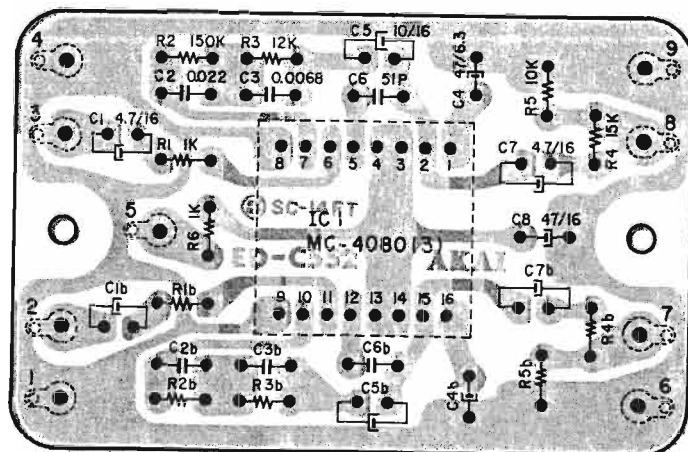 4
R2 150K R3 12K
C5 10/16
C4 47/6.3
9
C2 0.022 C3 0.0068 C6 51P
R5 10K
3
C1 4.7/16
R1 1K
8 7 6 5 4 3 2 1
C7 4.7/16
R4 15K
8
5
R6 1K
SC-14FT
IC1
MC-4080(3)
C8 47/16
2
C1b
R1b
9 10 11 12 13 14 15 16
C7b
R4b
7
C2b C3b C6b
R5b
1
R2b R3b C5b
C4b
6